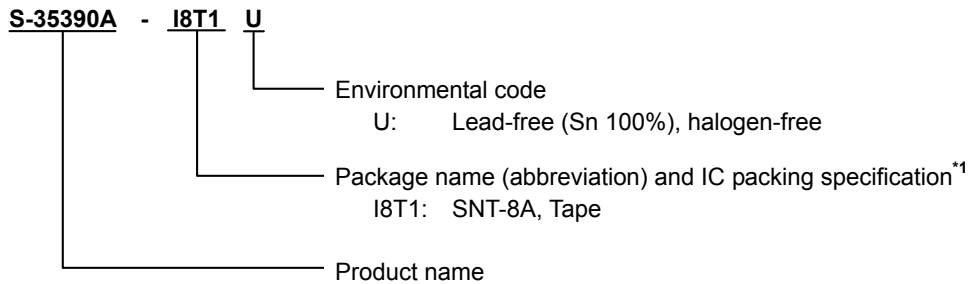 S-35390A - I8T1 U
Environmental code
U: Lead-free (Sn 100%), halogen-free
Package name (abbreviation) and IC packing specification*1
I8T1: SNT-8A, Tape
Product name